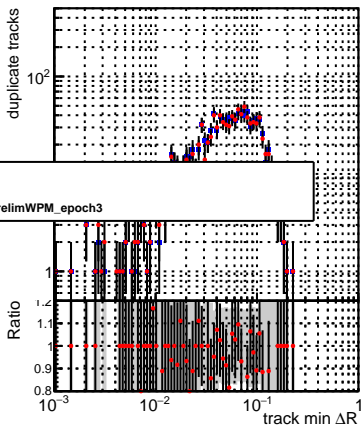 duplicate tracks
10²
relimWPM_epoch3
1
Ratio
1.2
1.1
1
0.9
0.8
10⁻³
10⁻²
10⁻¹
1
track min ΔR